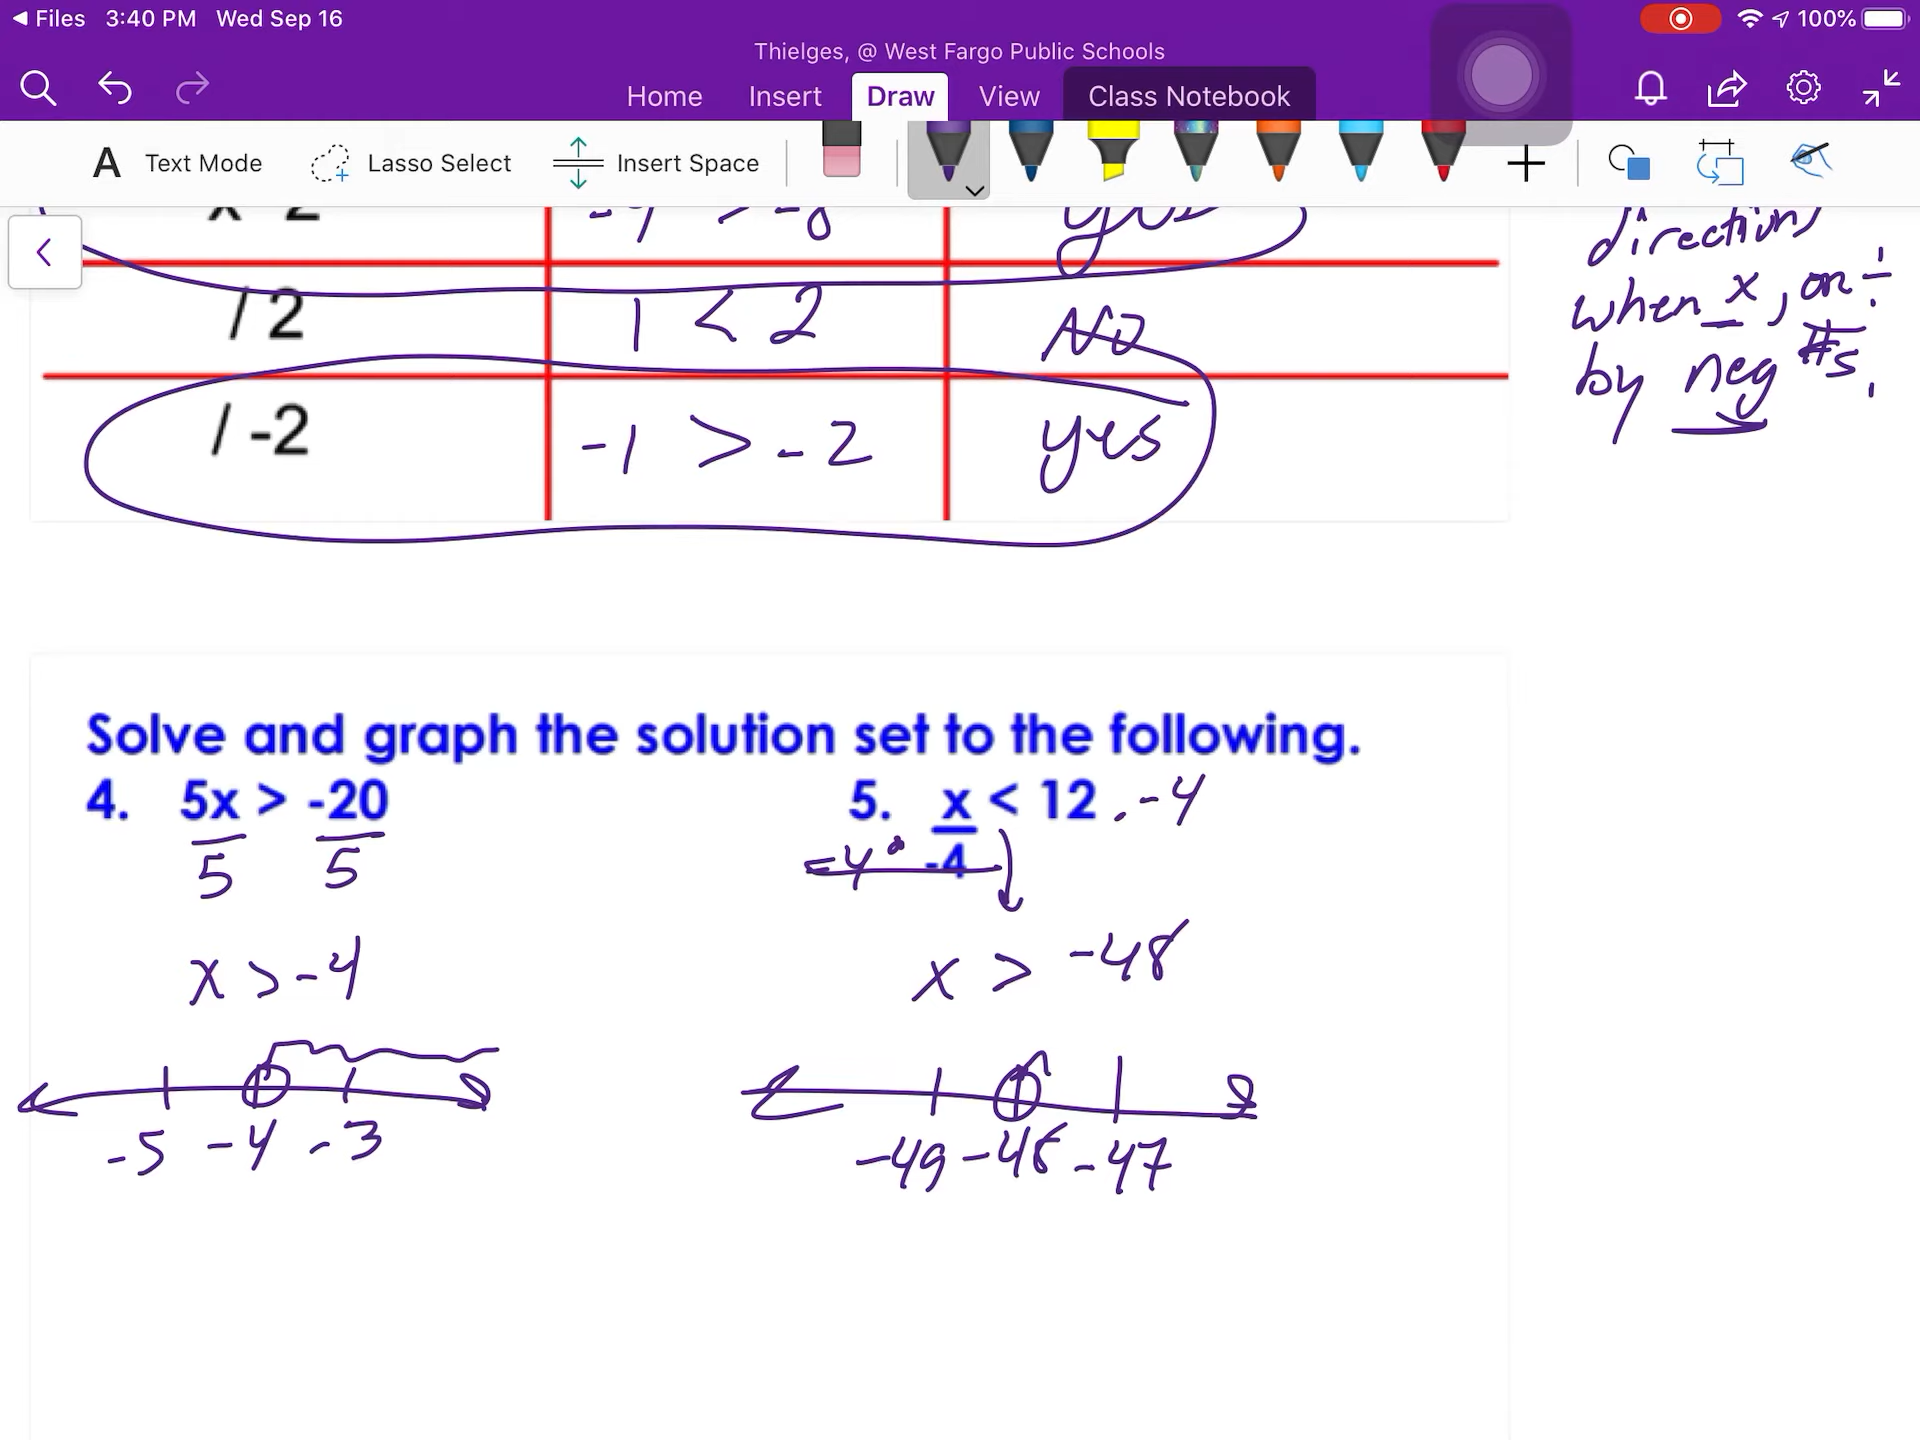 Files 3:40 PM Wed Sep 16 100%
Thielges, @ West Fargo Public Schools
Home Insert Draw View Class Notebook
A Text Mode Lasso Select Insert Space
x -2 yes
direction
when x, or ÷
by neg #s.
/ 2 1 < 2 No
/ -2 -1 > -2 yes
Solve and graph the solution set to the following.
4. 5x > -20
5 5
x > -4
-5 -4 -3
5. x < 12 . -4
-4 • -4
x > -48
-49 -48 -47